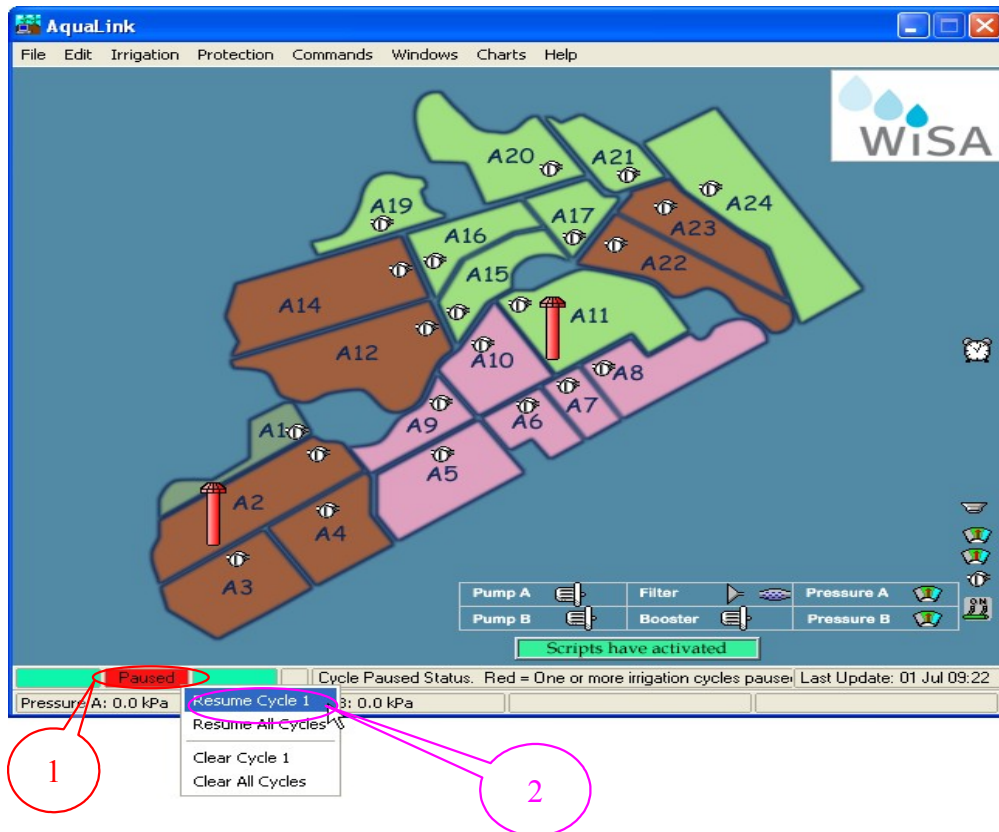 AquaLink
File Edit Irrigation Protection Commands Windows Charts Help
WiSA
A20
A21
A19
A24
A17
A16
A23
A22
A15
A14
A11
A12
A10
A8
A7
A9
A6
A1
A5
A2
A4
A3
Pump A Filter Pressure A
Pump B Booster Pressure B
ON
Scripts have activated
Paused Cycle Paused Status. Red = One or more irrigation cycles pause Last Update: 01 Jul 09:22
Pressure A: 0.0 kPa B: 0.0 kPa
Resume Cycle 1
Resume All Cycles
Clear Cycle 1
Clear All Cycles
1
2